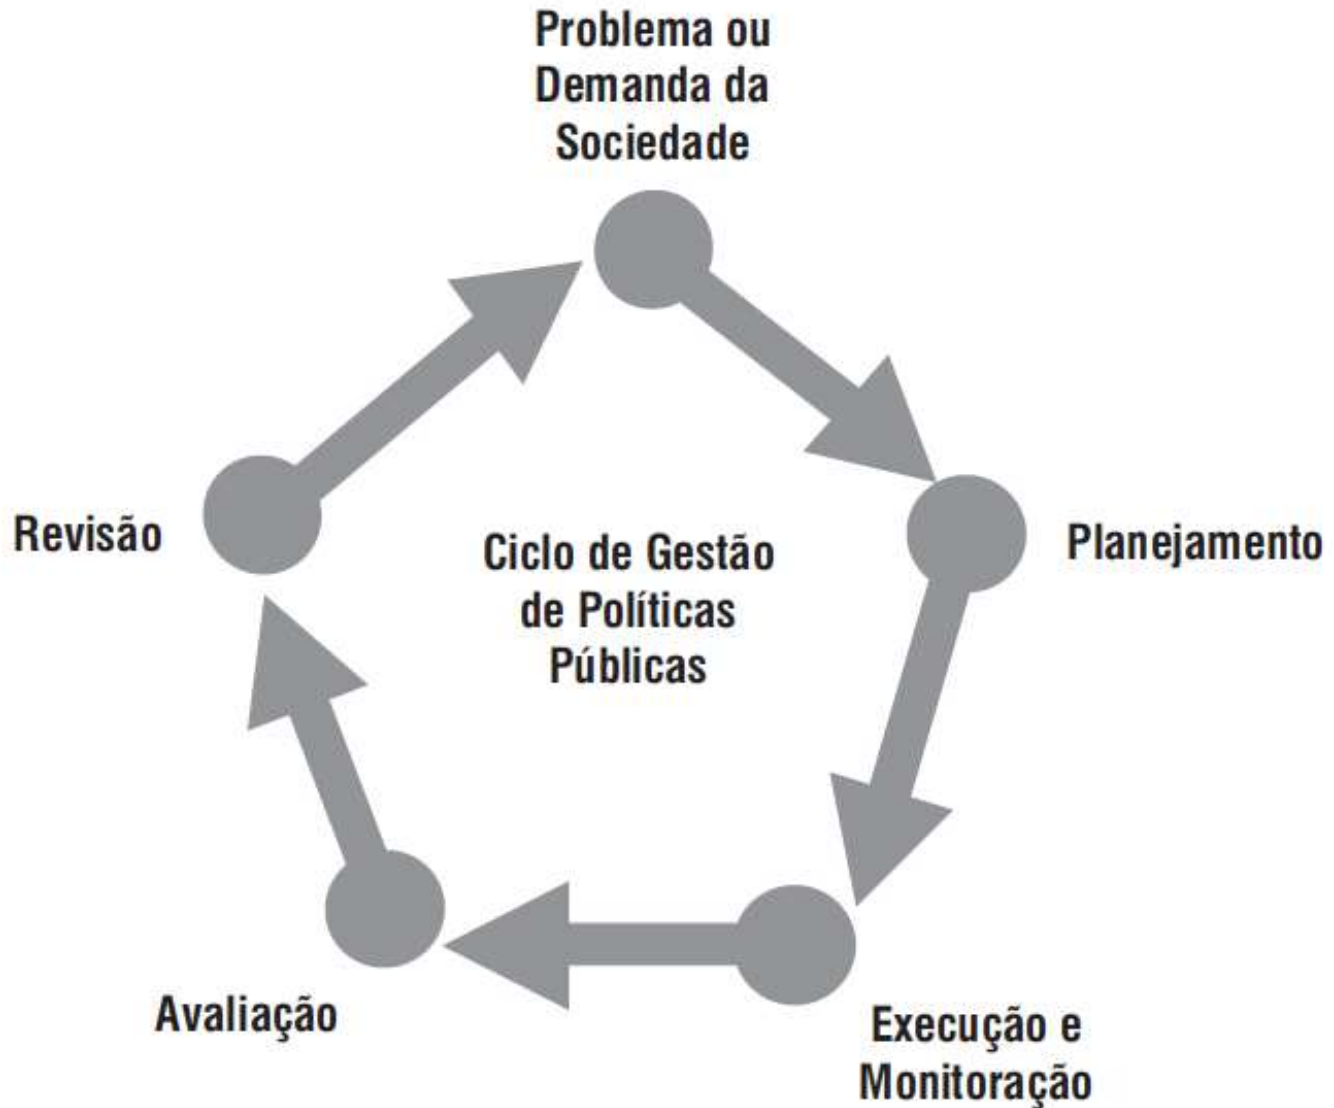 Problema ou
Demanda da
Sociedade
Planejamento
Execução e
Monitoração
Avaliação
Revisão
Ciclo de Gestão
de Políticas
Públicas